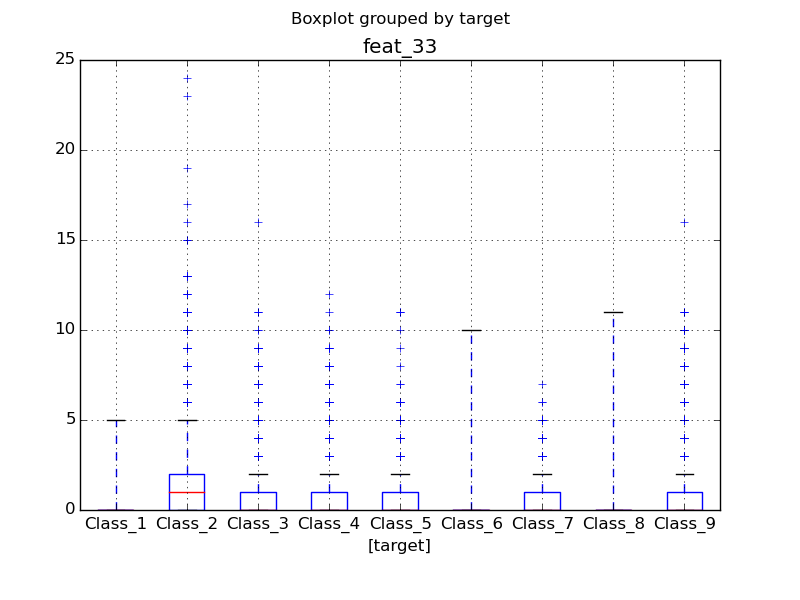 Boxplot grouped by target
feat_33
25
20
15
10
5
0
Class_1 Class_2 Class_3 Class_4 Class_5 Class_6 Class_7 Class_8 Class_9
[target]